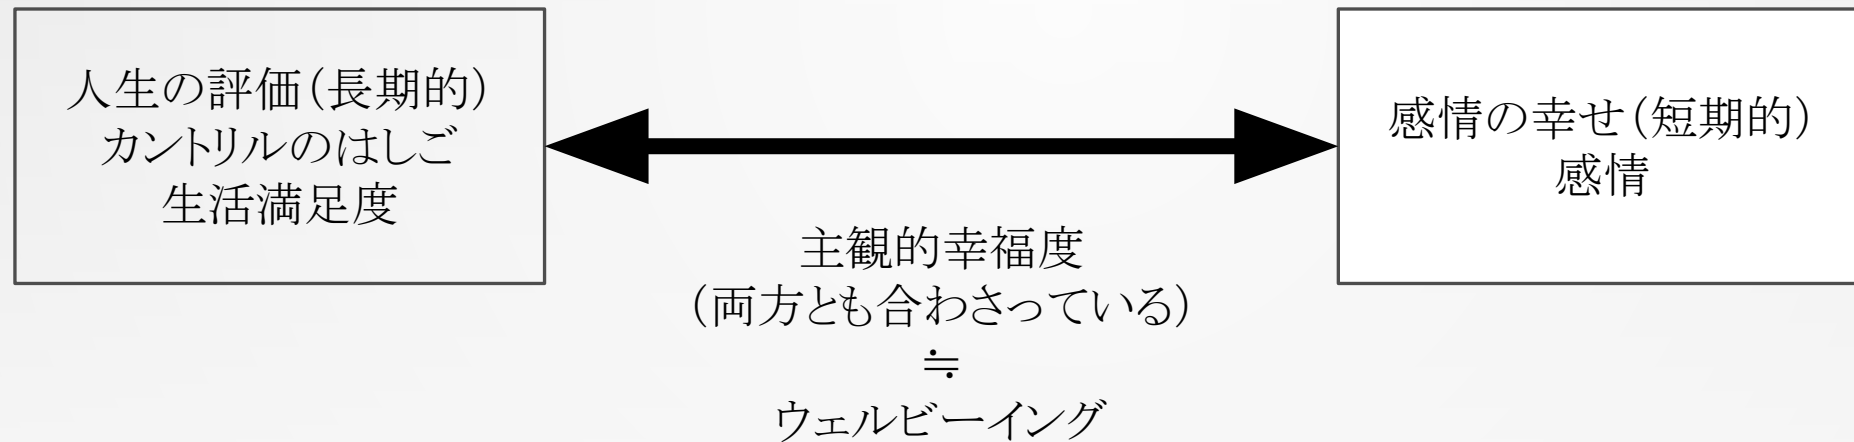 人生の評価(長期的)
カントリルのはしご
生活満足度
感情の幸せ(短期的)
感情
主観的幸福度
(両方とも合わさっている)
≒
ウェルビーイング